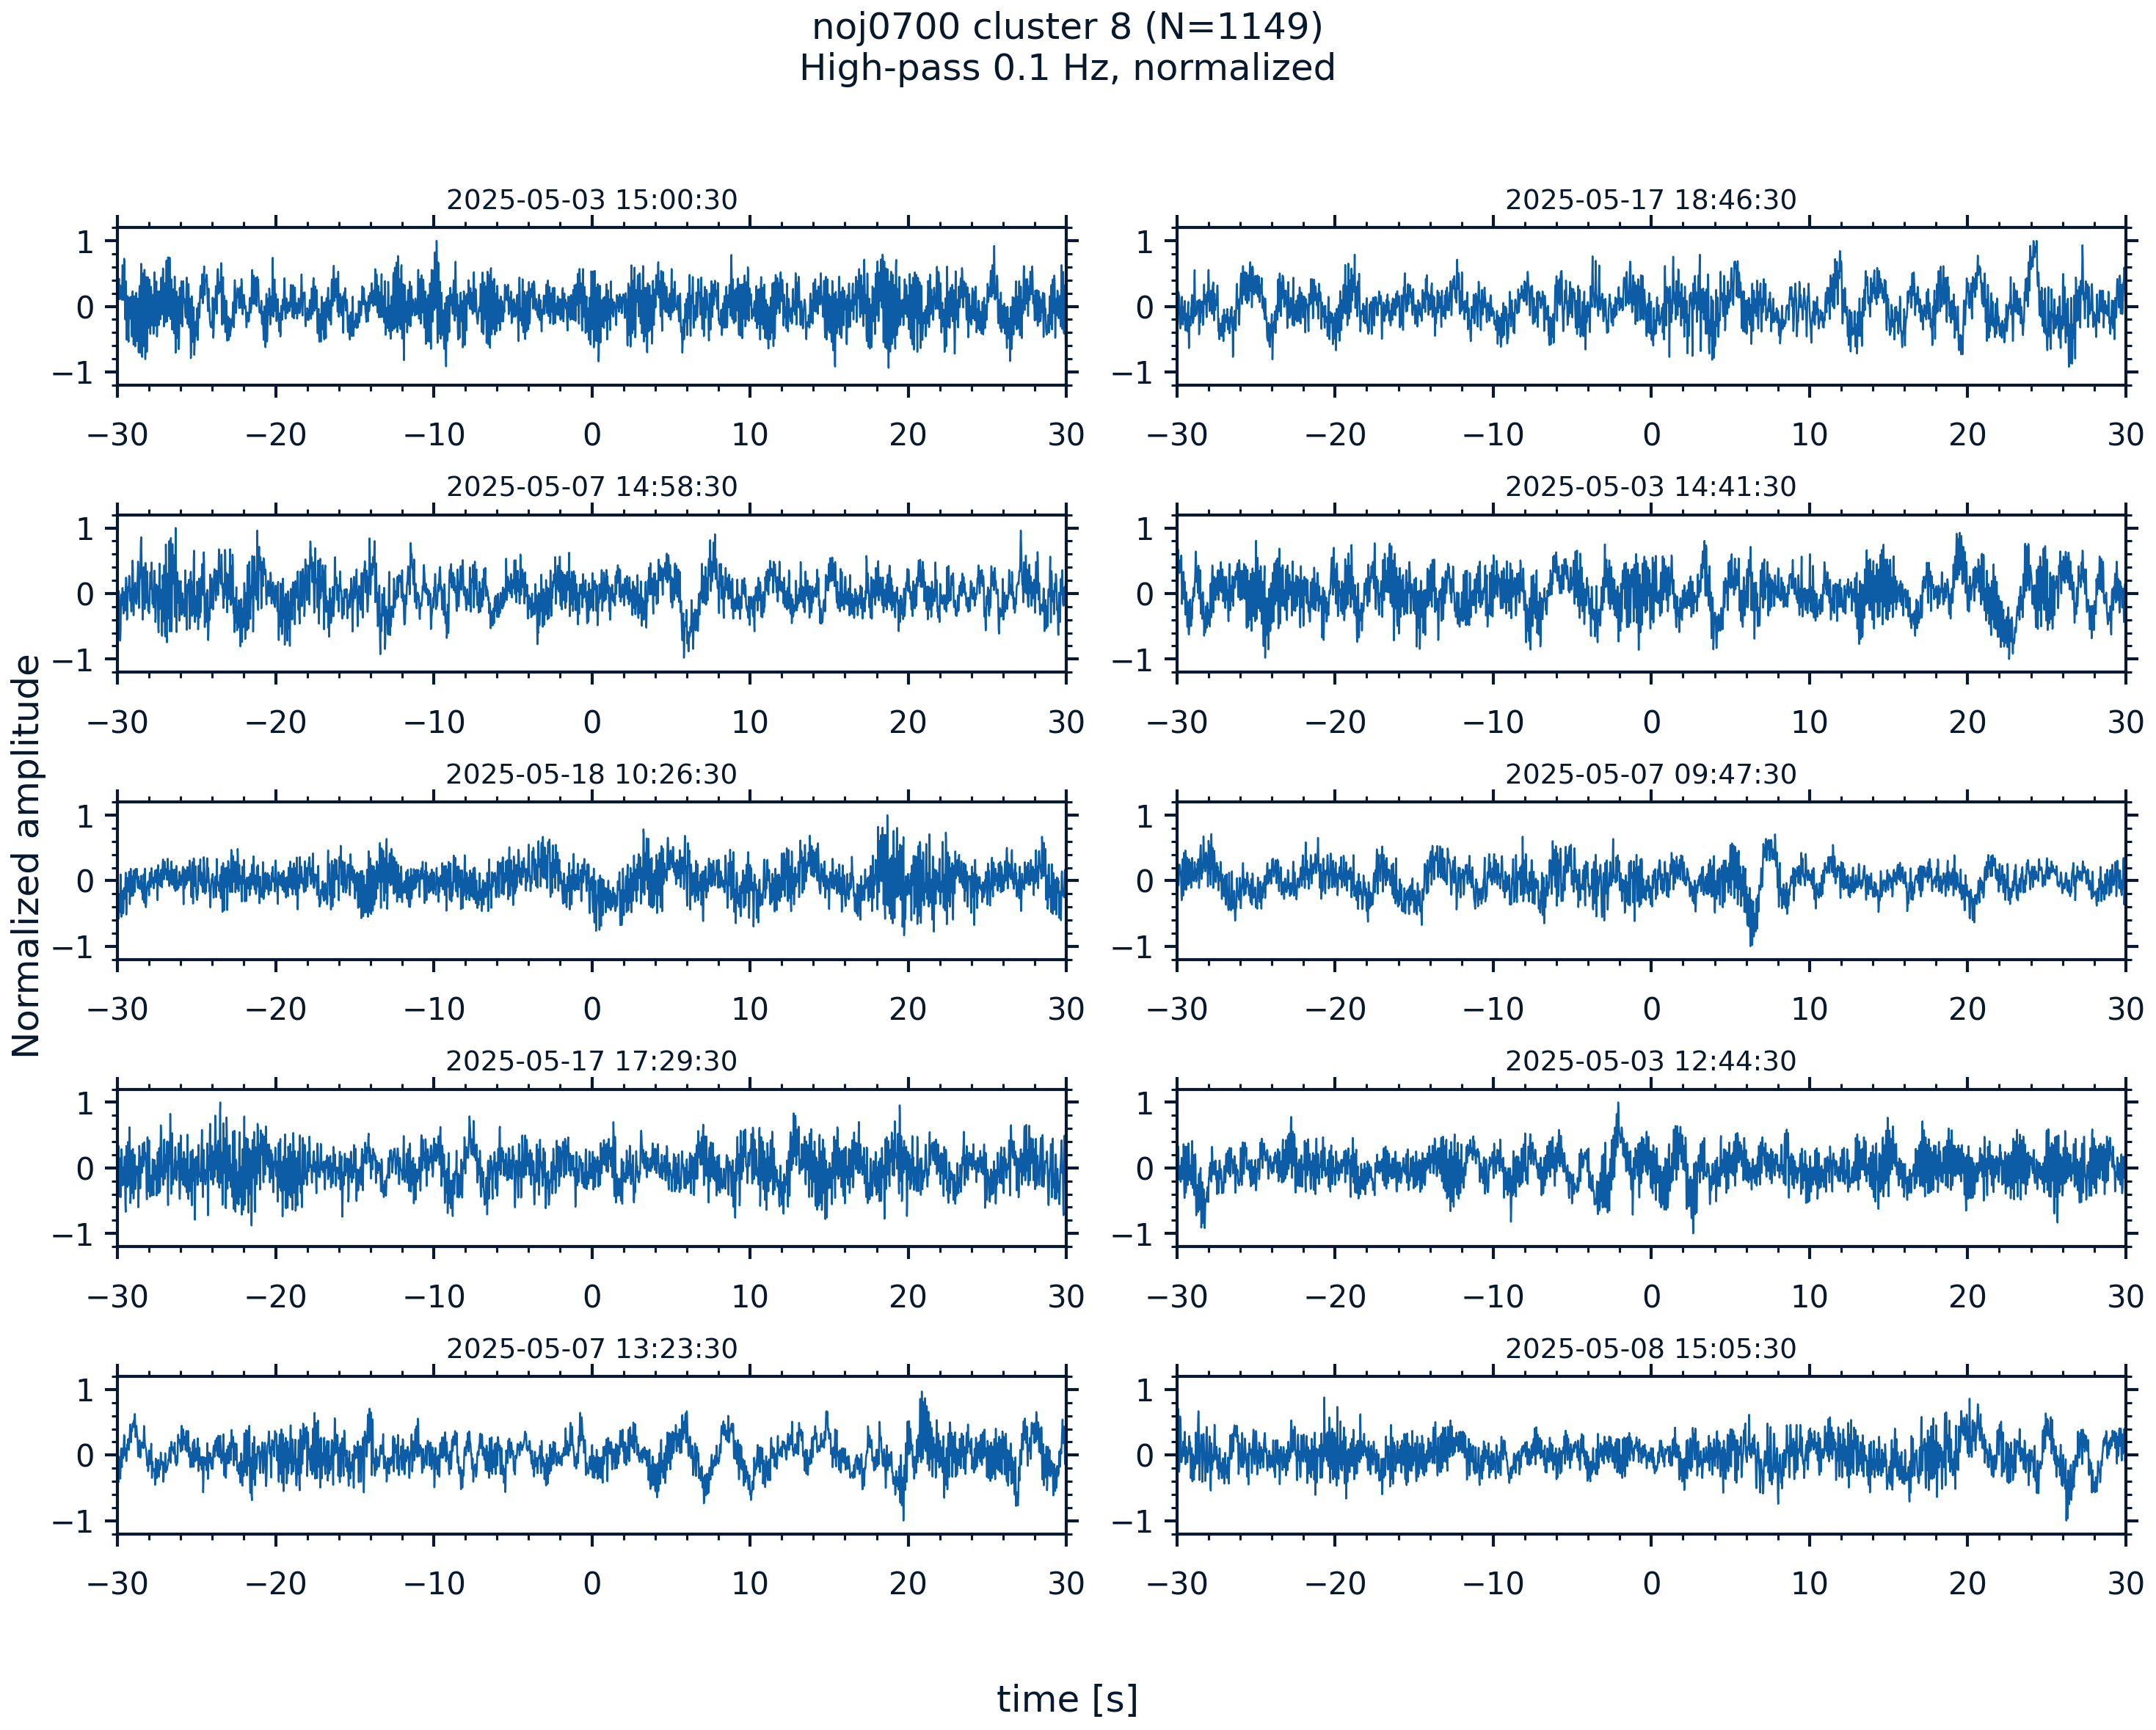 noj0700 cluster 8 (N=1149)
High-pass 0.1 Hz, normalized
Normalized amplitude
2025-05-03 15:00:30
1
0
−1
−30 −20 −10 0 10 20 30
2025-05-17 18:46:30
1
0
−1
−30 −20 −10 0 10 20 30
2025-05-07 14:58:30
1
0
−1
−30 −20 −10 0 10 20 30
2025-05-03 14:41:30
1
0
−1
−30 −20 −10 0 10 20 30
2025-05-18 10:26:30
1
0
−1
−30 −20 −10 0 10 20 30
2025-05-07 09:47:30
1
0
−1
−30 −20 −10 0 10 20 30
2025-05-17 17:29:30
1
0
−1
−30 −20 −10 0 10 20 30
2025-05-03 12:44:30
1
0
−1
−30 −20 −10 0 10 20 30
2025-05-07 13:23:30
1
0
−1
−30 −20 −10 0 10 20 30
2025-05-08 15:05:30
1
0
−1
−30 −20 −10 0 10 20 30
time [s]